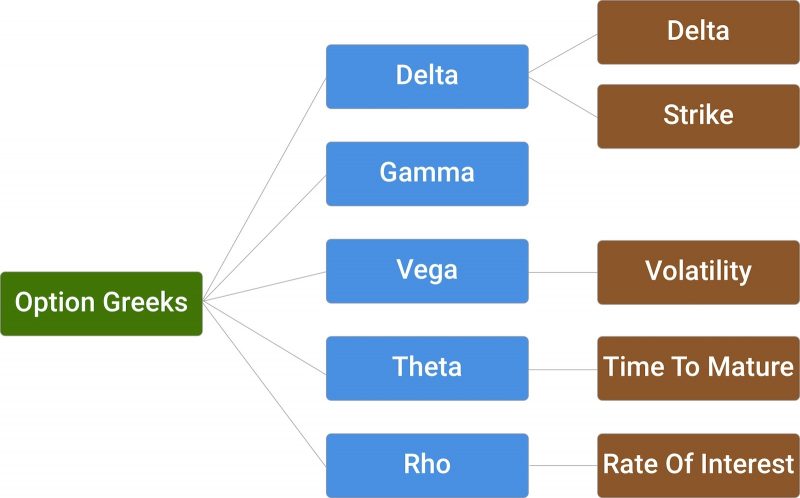 Option Greeks
Delta
Delta
Strike
Gamma
Vega
Volatility
Theta
Time To Mature
Rho
Rate Of Interest